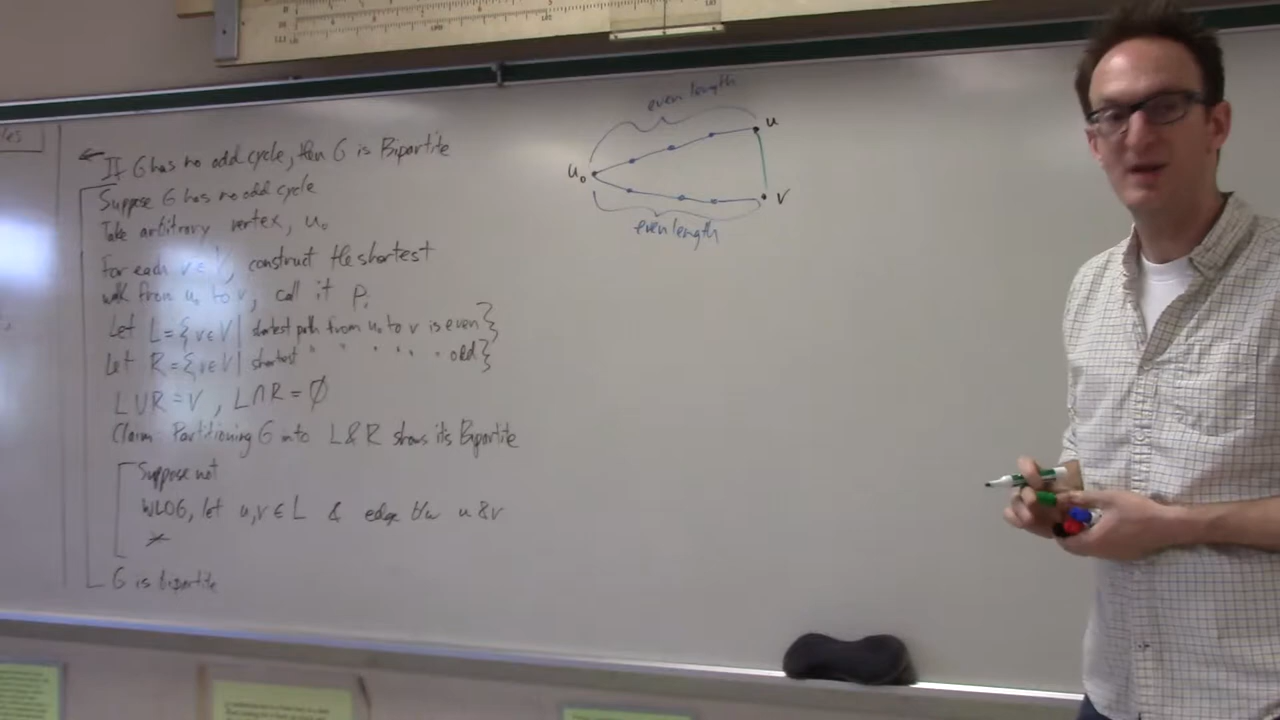 ← If G has no odd cycle, then G is Bipartite
Suppose G has no odd cycle
Take arbitrary vertex, u₀
For each v ∈ V, construct the shortest
walk from u₀ to v, call it Pᵢ
Let L = {v ∈ V | shortest path from u₀ to v is even}
Let R = {v ∈ V | shortest " " " " " " odd}
L ∪ R = V, L ∩ R = ∅
Claim Partitioning G into L & R shows its Bipartite
Suppose not
WLOG, let u, v ∈ L & edge b/w u & v
G is bipartite
even length
u
u₀
v
even length